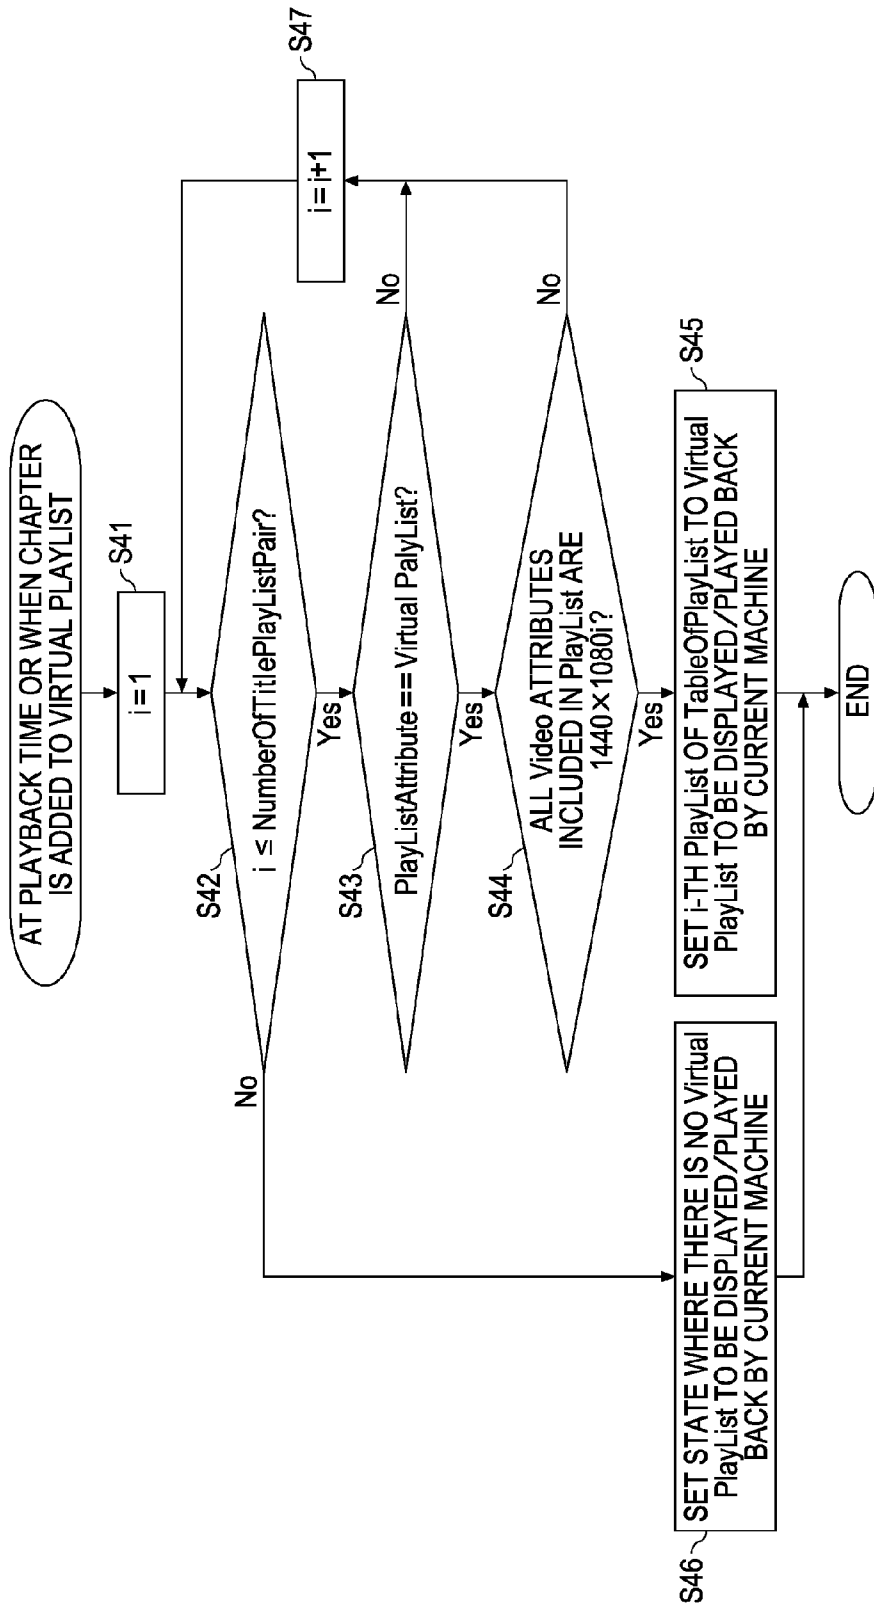 AT PLAYBACK TIME OR WHEN CHAPTER
IS ADDED TO VIRTUAL PLAYLIST
S41
i=1
S42
i ≤ NumberOfTitlePlayListPair?
No
Yes
S43
PlayListAttribute==Virtual PalyList?
No
Yes
S47
i=i+1
S44
ALL Video ATTRIBUTES
INCLUDED IN PlayList ARE
1440×1080i?
No
Yes
S45
SET i-TH PlayList OF TableOfPlayList TO Virtual
PlayList TO BE DISPLAYED/PLAYED BACK
BY CURRENT MACHINE
S46
SET STATE WHERE THERE IS NO Virtual
PlayList TO BE DISPLAYED/PLAYED
BACK BY CURRENT MACHINE
END